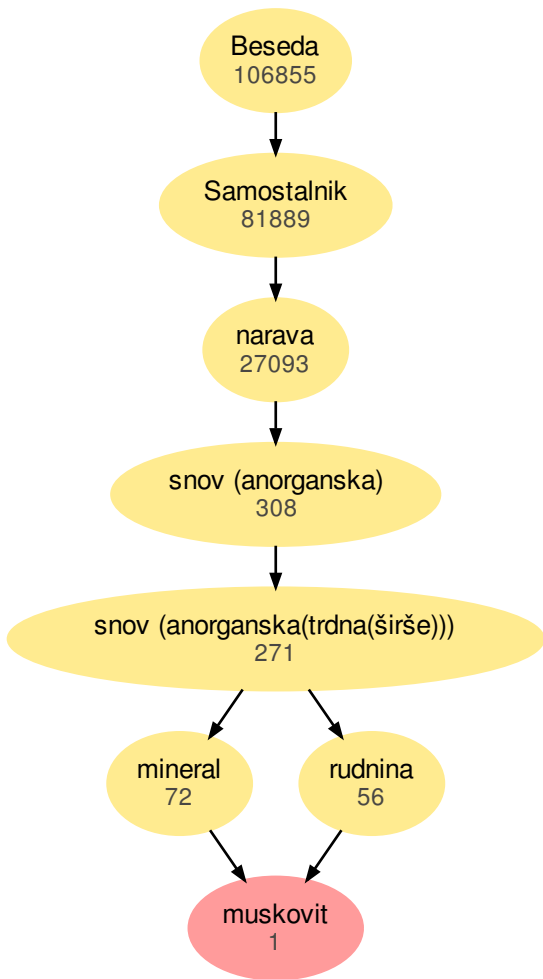 Beseda
106855
Samostalnik
81889
narava
27093
snov (anorganska)
308
snov (anorganska(trdna(širše)))
271
mineral
72
rudnina
56
muskovit
1